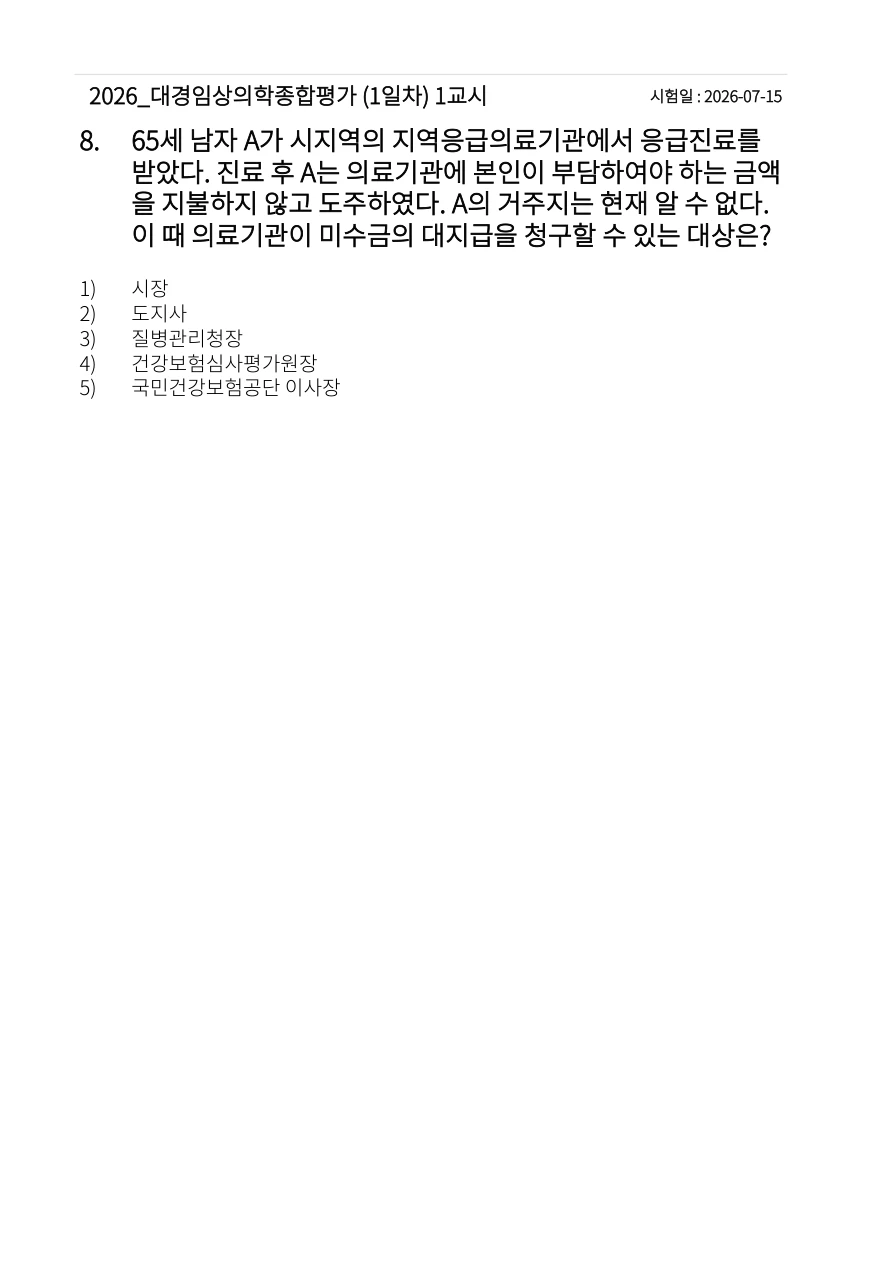 2026_대경임상의학종합평가 (1일차) 1교시 시험일 : 2026-07-15
8. 65세 남자 A가 시지역의 지역응급의료기관에서 응급진료를
받았다. 진료 후 A는 의료기관에 본인이 부담하여야 하는 금액
을 지불하지 않고 도주하였다. A의 거주지는 현재 알 수 없다.
이 때 의료기관이 미수금의 대지급을 청구할 수 있는 대상은?
1) 시장
2) 도지사
3) 질병관리청장
4) 건강보험심사평가원장
5) 국민건강보험공단 이사장